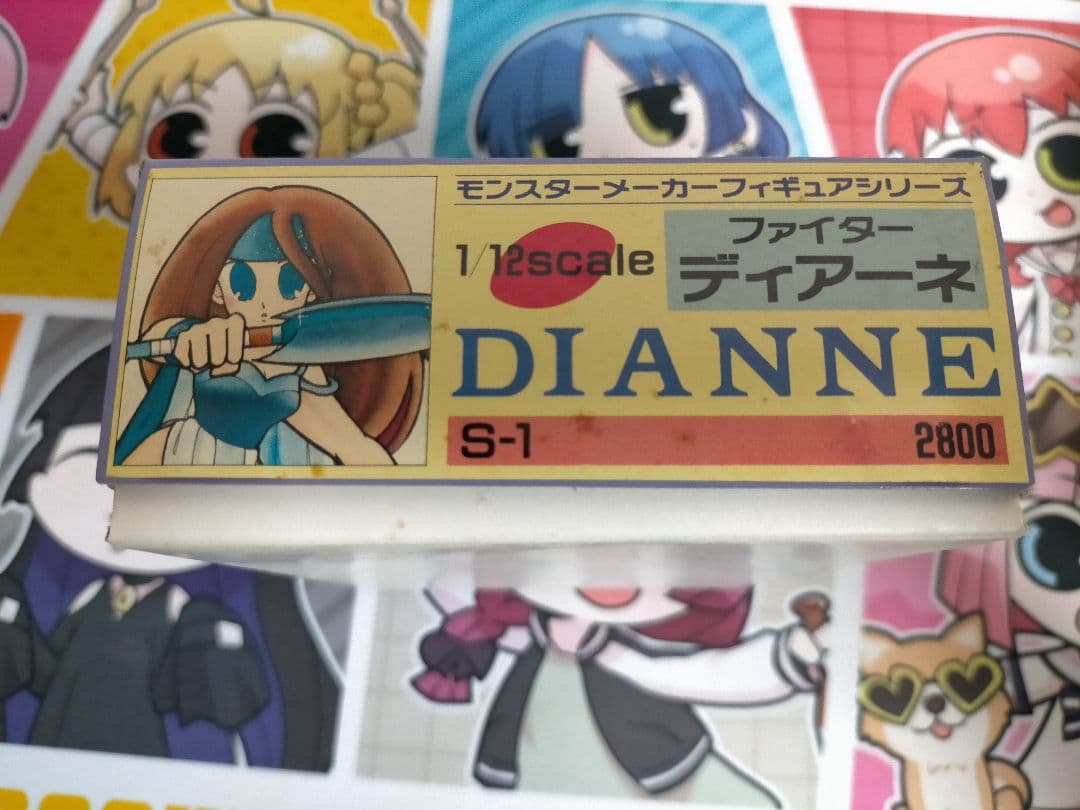 モンスターメーカーフィギュアシリーズ
1/12scale
ファイター
ディアーネ
DIANNE
S-1
2800